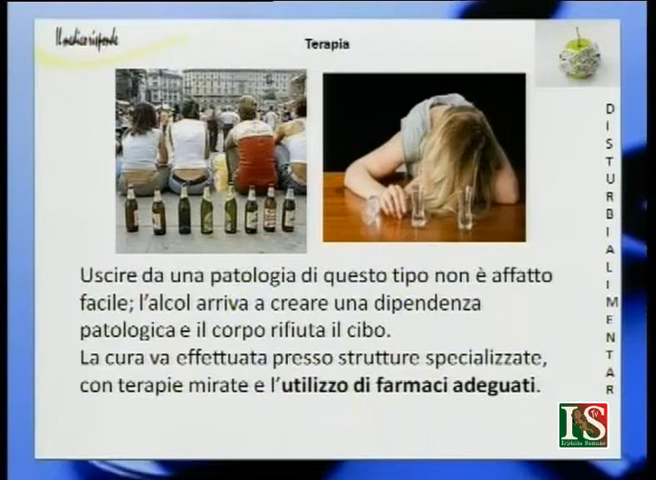 Il medico risponde
Terapia
DISTURBI ALIMENTAR
Uscire da una patologia di questo tipo non è affatto
facile; l'alcol arriva a creare una dipendenza
patologica e il corpo rifiuta il cibo.
La cura va effettuata presso strutture specializzate,
con terapie mirate e l'utilizzo di farmaci adeguati.
IS
TV